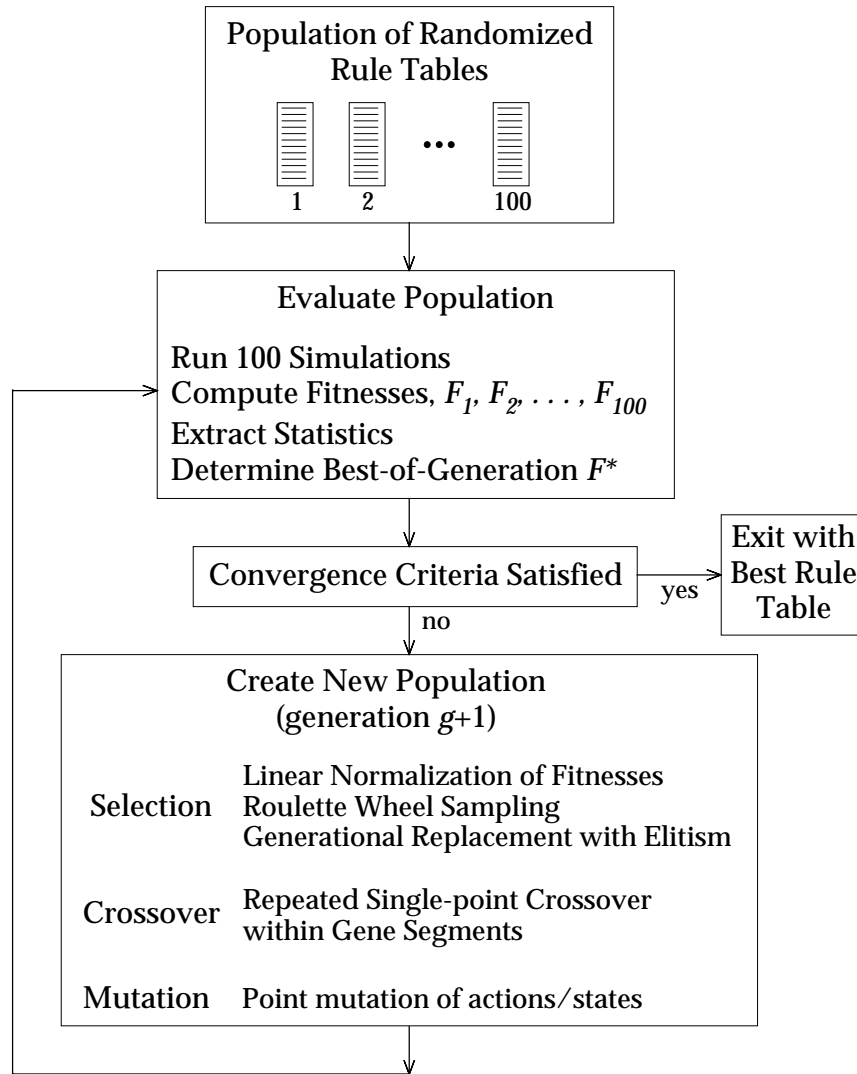 Population of Randomized
Rule Tables
...
1 2 100
Evaluate Population
Run 100 Simulations
Compute Fitnesses, F1, F2, . . . , F100
Extract Statistics
Determine Best-of-Generation F*
Convergence Criteria Satisfied
yes
Exit with
Best Rule
Table
no
Create New Population
(generation g+1)
Selection
Linear Normalization of Fitnesses
Roulette Wheel Sampling
Generational Replacement with Elitism
Crossover
Repeated Single-point Crossover
within Gene Segments
Mutation
Point mutation of actions/states